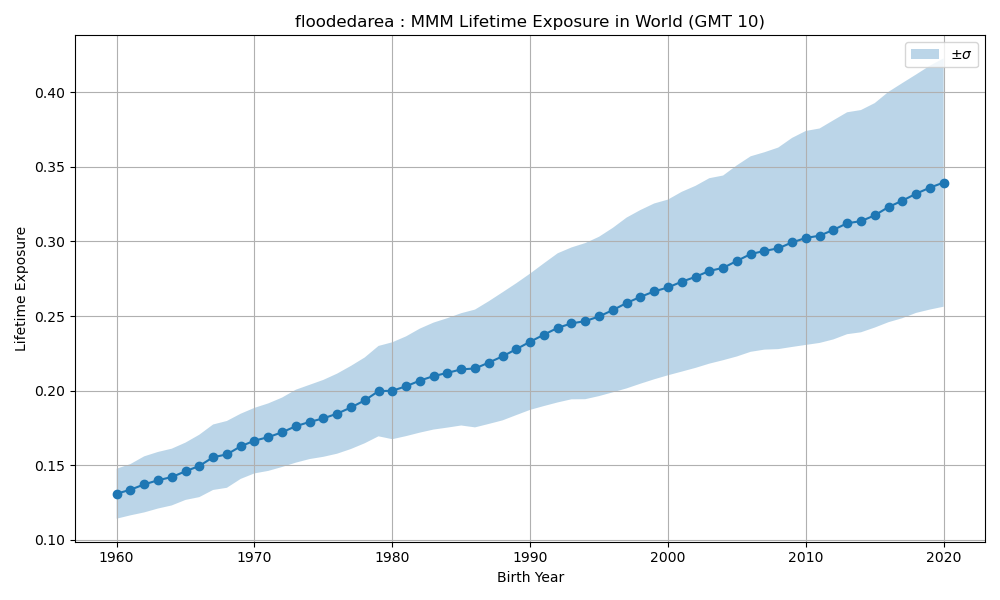 floodedarea : MMM Lifetime Exposure in World (GMT 10)
±σ
Lifetime Exposure
0.40
0.35
0.30
0.25
0.20
0.15
0.10
1960 1970 1980 1990 2000 2010 2020
Birth Year